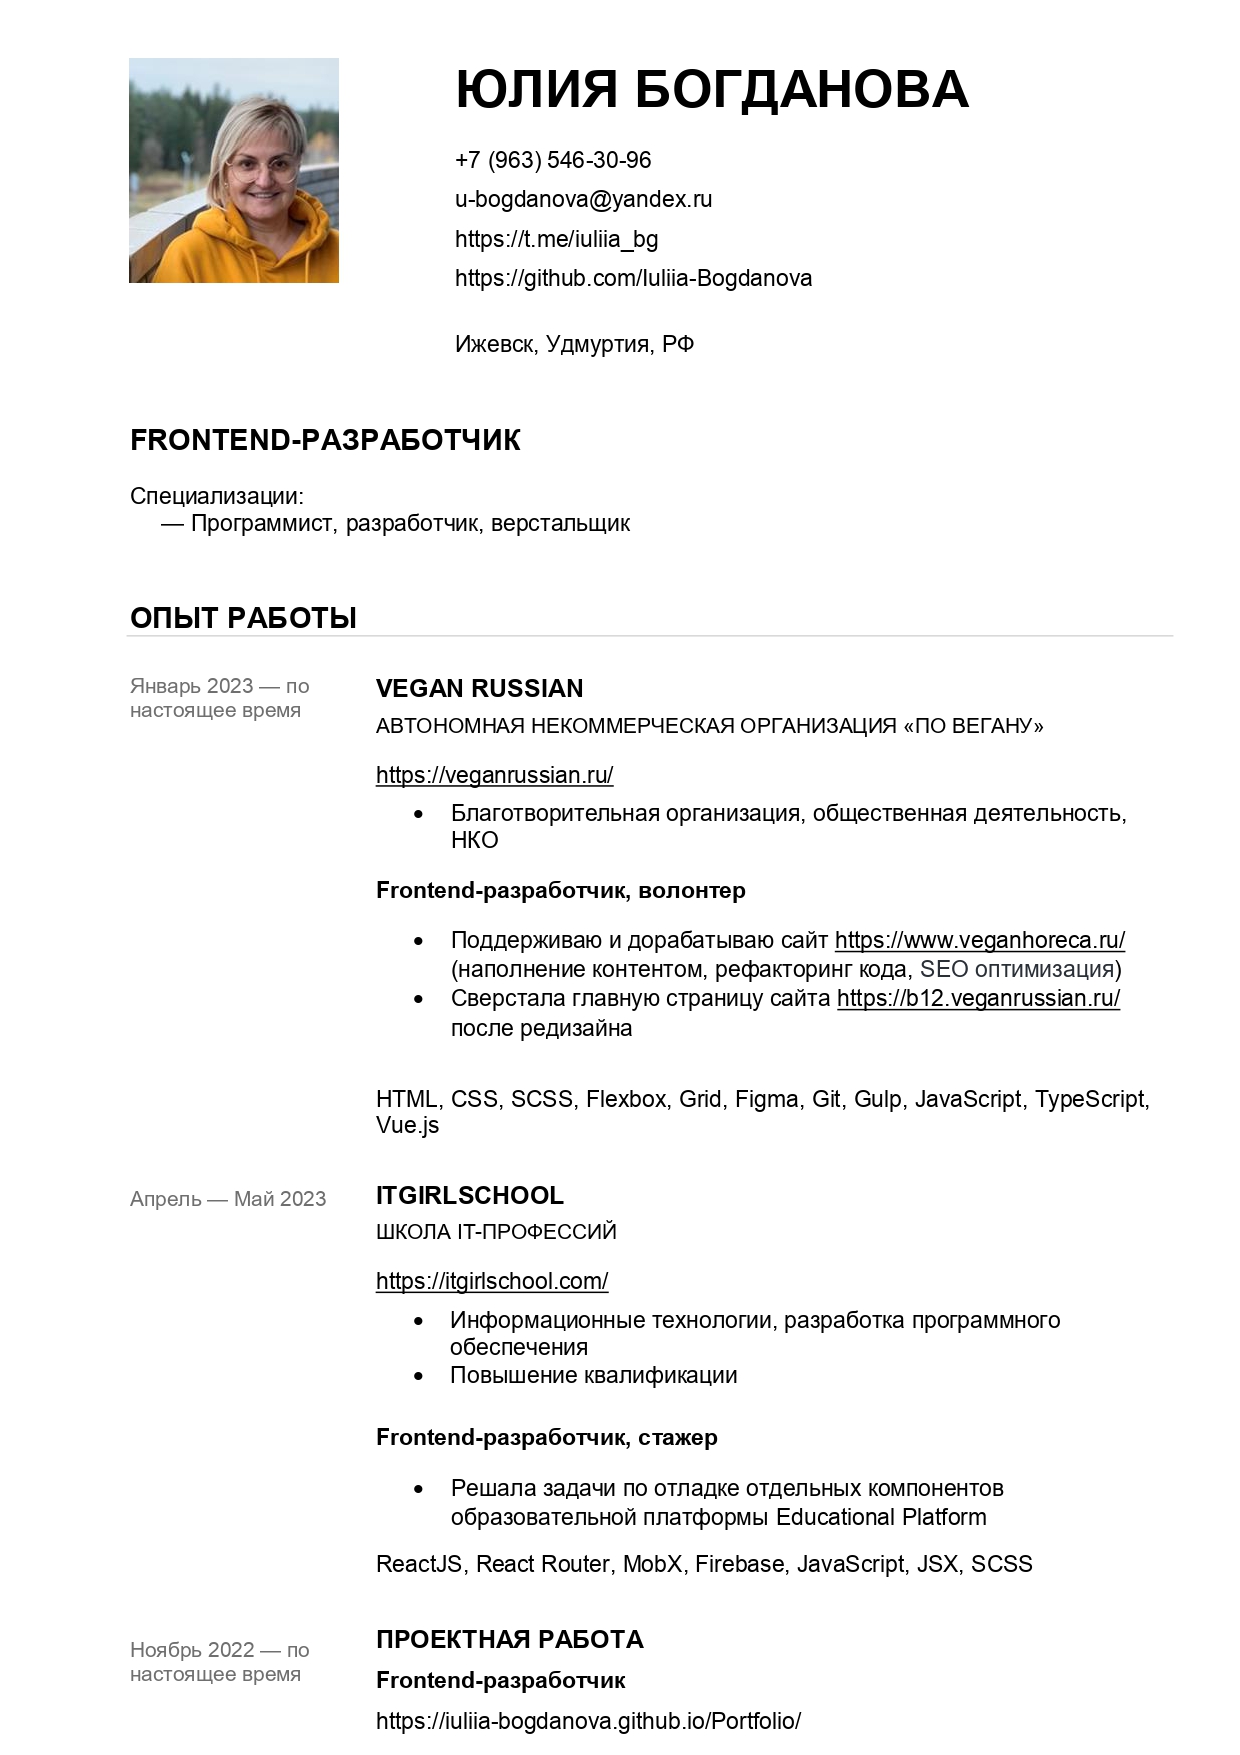 ЮЛИЯ БОГДАНОВА
+7 (963) 546-30-96
u-bogdanova@yandex.ru
https://t.me/iuliia_bg
https://github.com/Iuliia-Bogdanova
Ижевск, Удмуртия, РФ
FRONTEND-РАЗРАБОТЧИК
Специализации:
— Программист, разработчик, верстальщик
ОПЫТ РАБОТЫ
Январь 2023 — по
настоящее время
VEGAN RUSSIAN
АВТОНОМНАЯ НЕКОММЕРЧЕСКАЯ ОРГАНИЗАЦИЯ «ПО ВЕГАНУ»
https://veganrussian.ru/
• Благотворительная организация, общественная деятельность,
НКО
Frontend-разработчик, волонтер
• Поддерживаю и дорабатываю сайт https://www.veganhoreca.ru/
(наполнение контентом, рефакторинг кода, SEO оптимизация)
• Сверстала главную страницу сайта https://b12.veganrussian.ru/
после редизайна
HTML, CSS, SCSS, Flexbox, Grid, Figma, Git, Gulp, JavaScript, TypeScript,
Vue.js
Апрель — Май 2023
ITGIRLSCHOOL
ШКОЛА IT-ПРОФЕССИЙ
https://itgirlschool.com/
• Информационные технологии, разработка программного
обеспечения
• Повышение квалификации
Frontend-разработчик, стажер
• Решала задачи по отладке отдельных компонентов
образовательной платформы Educational Platform
ReactJS, React Router, MobX, Firebase, JavaScript, JSX, SCSS
Ноябрь 2022 — по
настоящее время
ПРОЕКТНАЯ РАБОТА
Frontend-разработчик
https://iuliia-bogdanova.github.io/Portfolio/